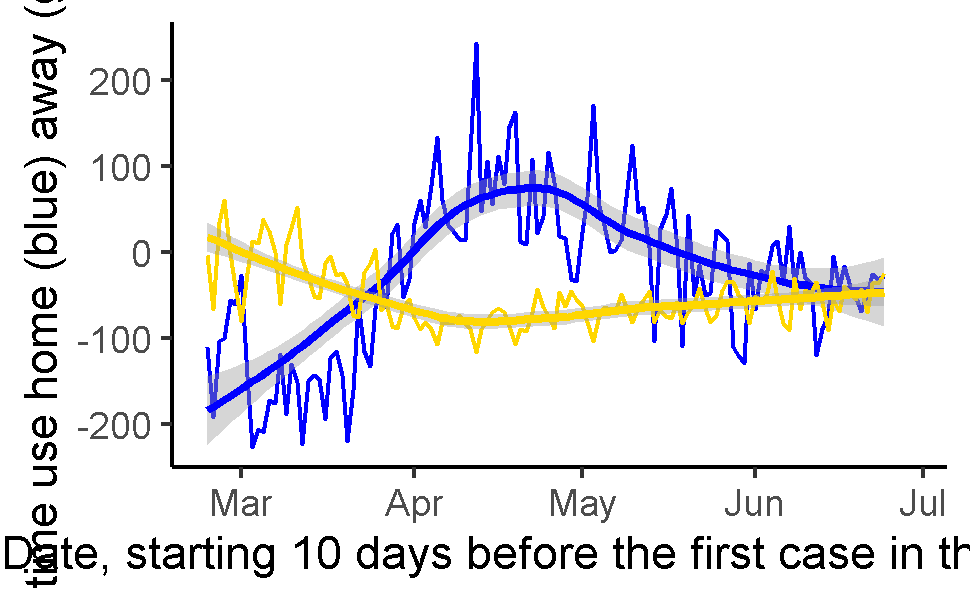 time use home (blue) away (
200
100
0
-100
-200
Mar Apr May Jun Jul
Date, starting 10 days before the first case in th